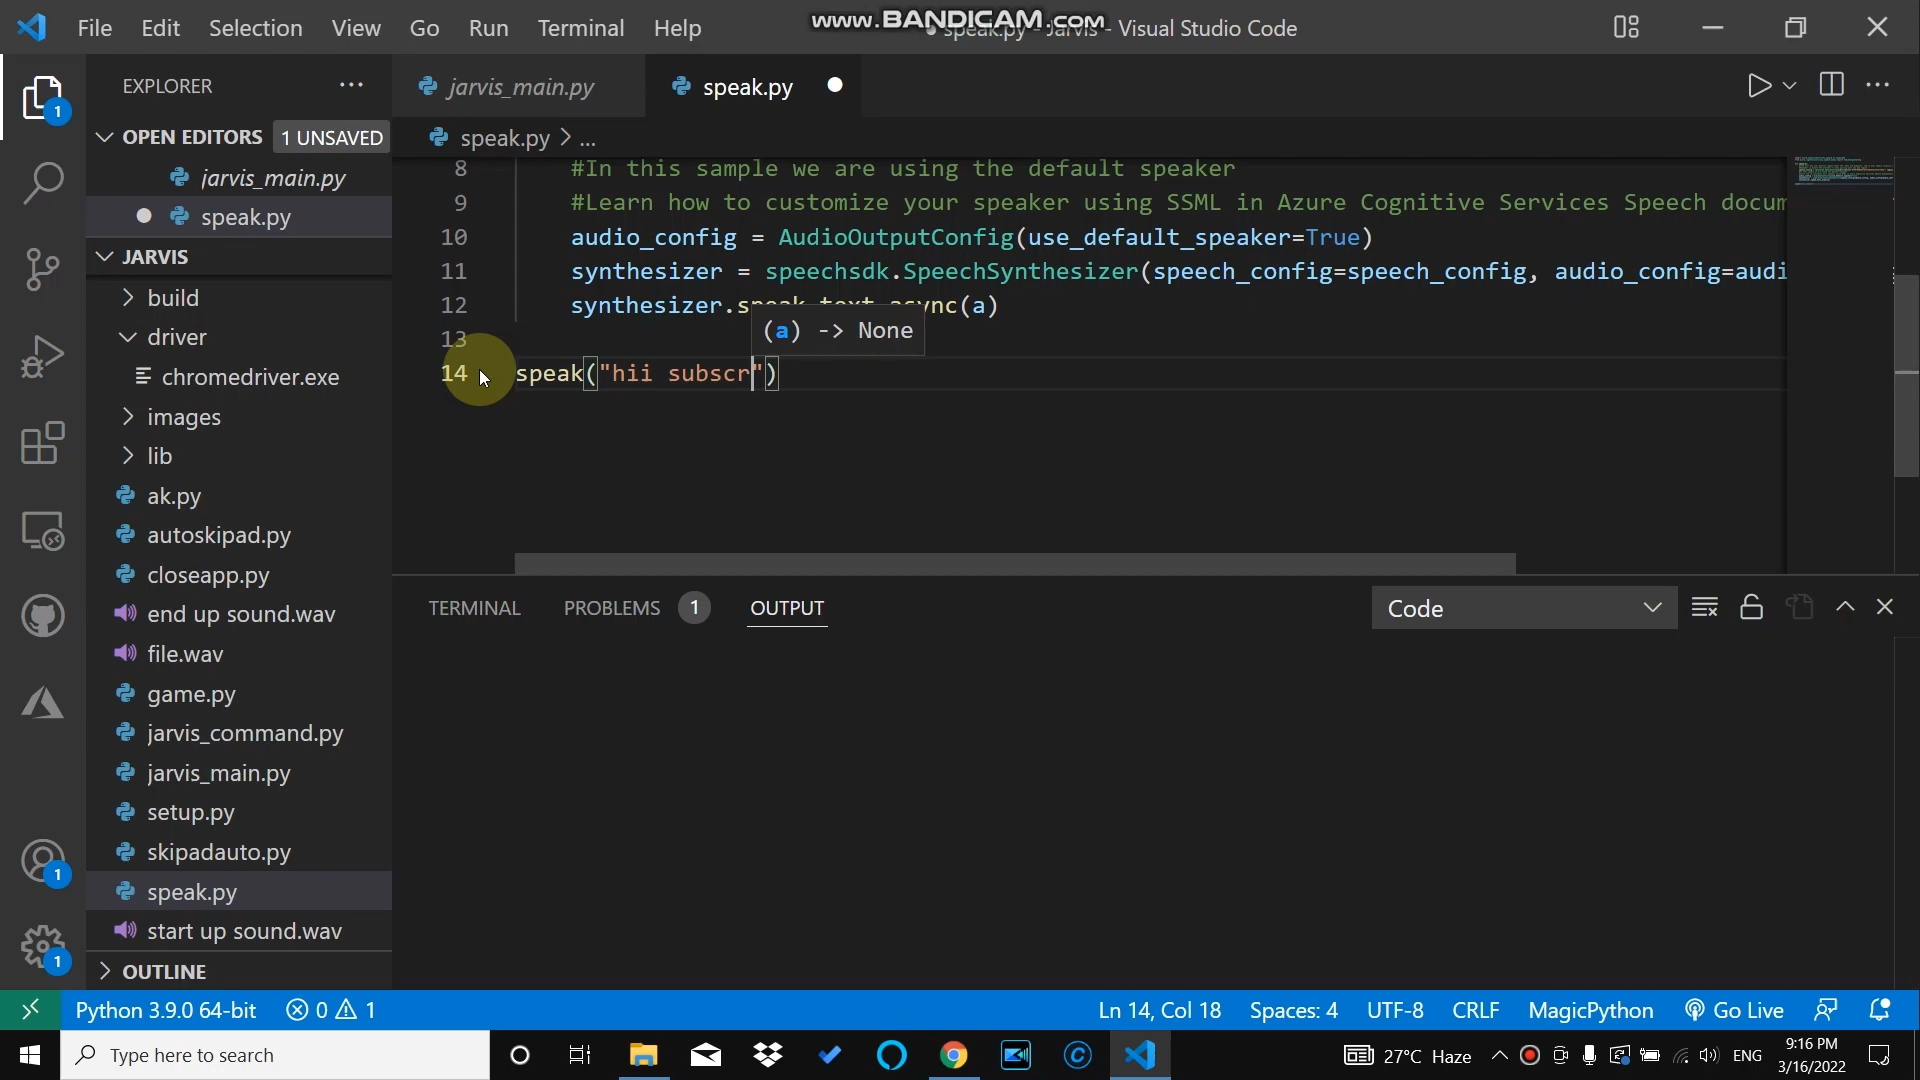 File Edit Selection View Go Run Terminal Help
www.BANDICAM.com
speak.py - Jarvis - Visual Studio Code
EXPLORER
jarvis_main.py
speak.py
OPEN EDITORS
1 UNSAVED
speak.py > ...
jarvis_main.py
speak.py
JARVIS
build
driver
chromedriver.exe
images
lib
ak.py
autoskipad.py
closeapp.py
end up sound.wav
file.wav
game.py
jarvis_command.py
jarvis_main.py
setup.py
skipadauto.py
speak.py
start up sound.wav
OUTLINE
8 #In this sample we are using the default speaker
9 #Learn how to customize your speaker using SSML in Azure Cognitive Services Speech docum
10 audio_config = AudioOutputConfig(use_default_speaker=True)
11 synthesizer = speechsdk.SpeechSynthesizer(speech_config=speech_config, audio_config=audi
12 synthesizer.speak_text_async(a)
(a) -> None
13
14 speak("hii subscr")
TERMINAL PROBLEMS 1 OUTPUT
Code
1
1
1
Python 3.9.0 64-bit 0 1
Ln 14, Col 18 Spaces: 4 UTF-8 CRLF MagicPython Go Live
Type here to search
27°C Haze
ENG
9:16 PM
3/16/2022